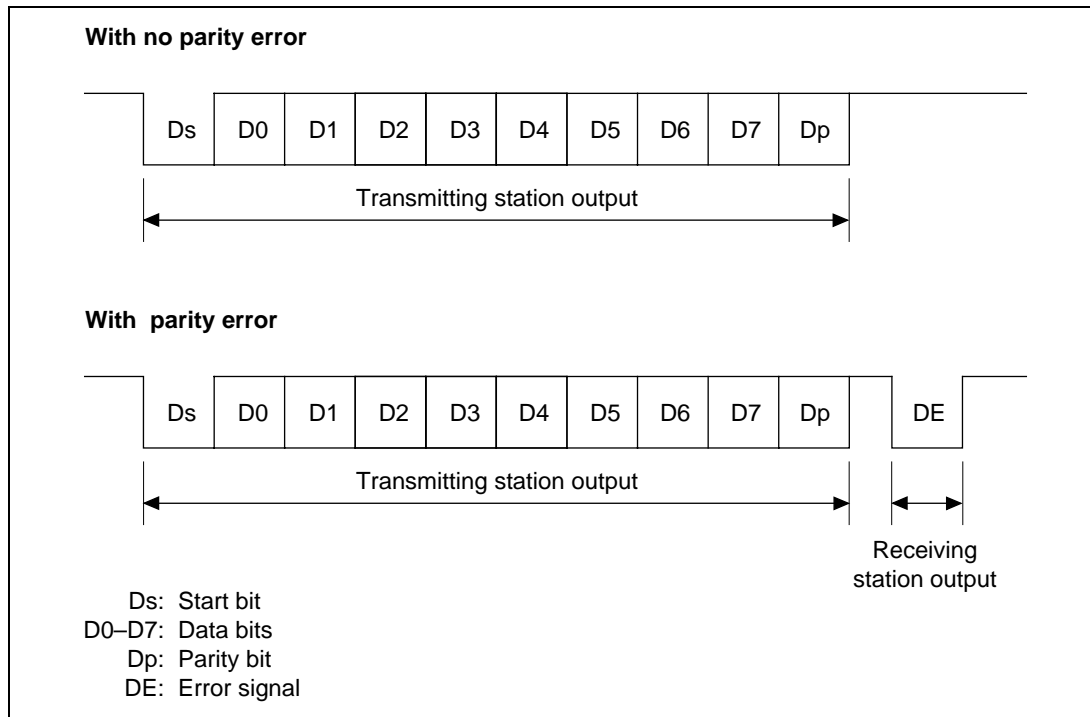 With no parity error
Ds D0 D1 D2 D3 D4 D5 D6 D7 Dp
Transmitting station output
With parity error
Ds D0 D1 D2 D3 D4 D5 D6 D7 Dp DE
Transmitting station output
Receiving
station output
Ds: Start bit
D0–D7: Data bits
Dp: Parity bit
DE: Error signal